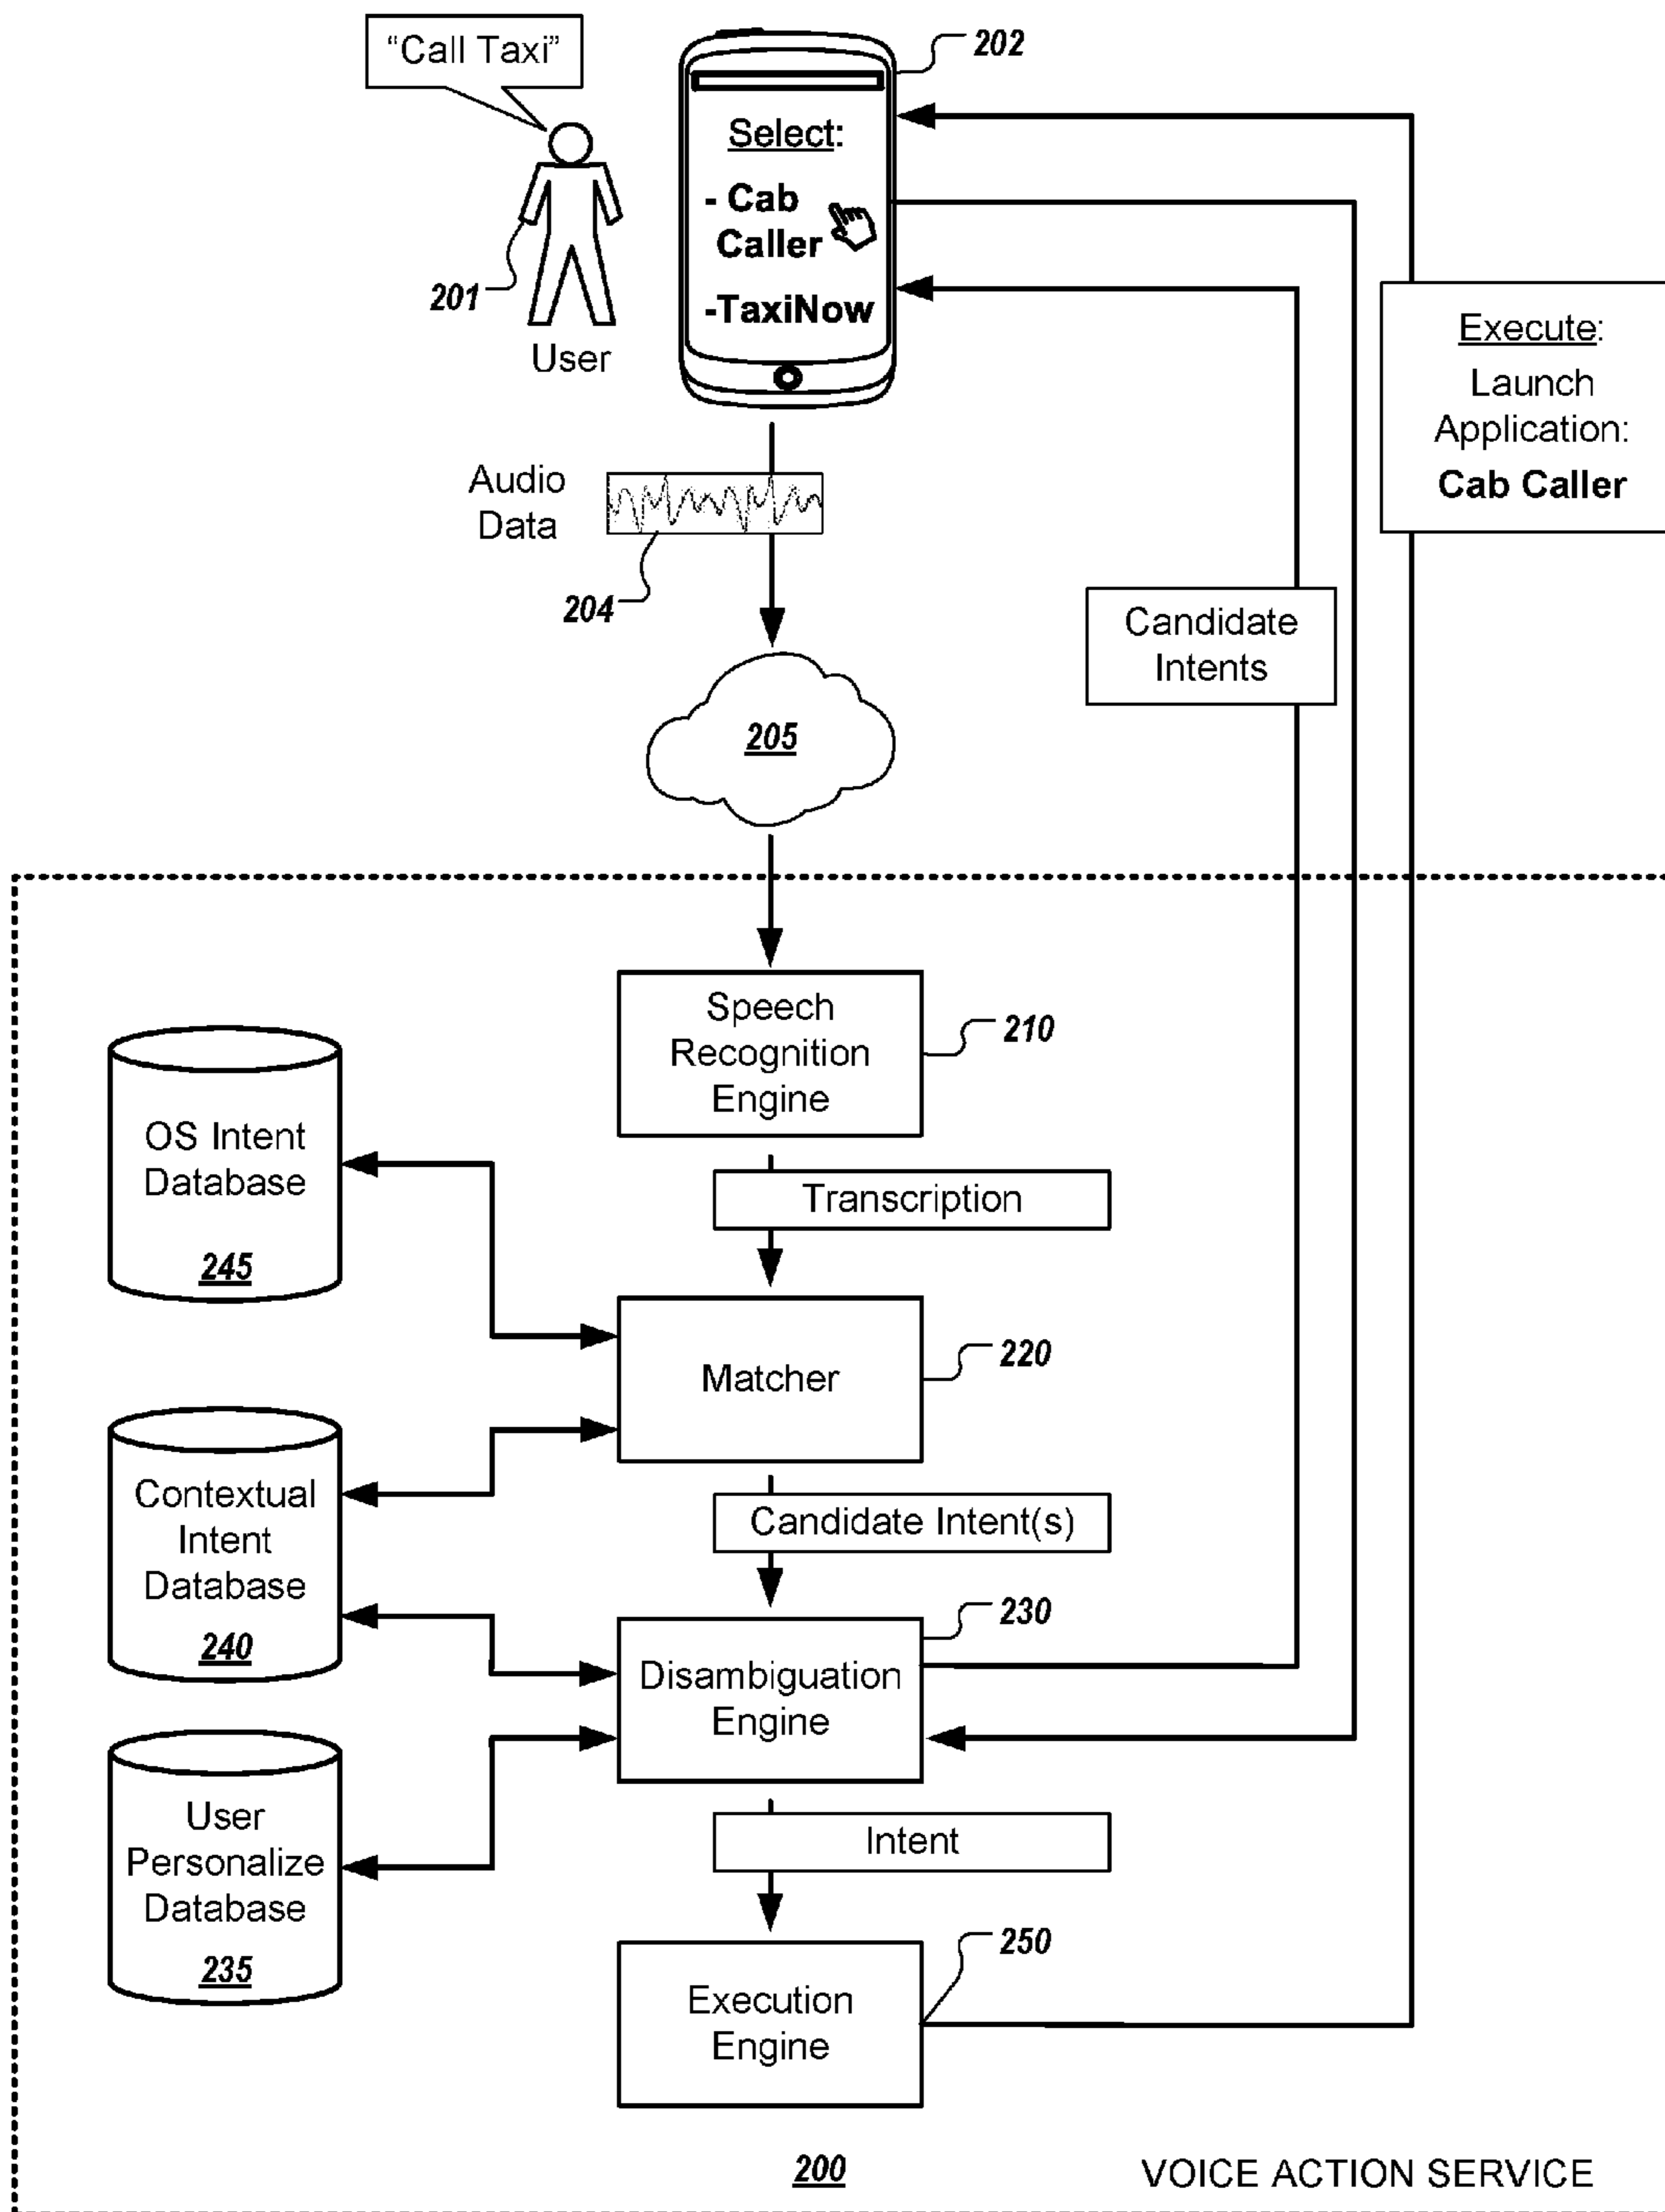 “Call Taxi”
202
Select:
- Cab
Caller
-TaxiNow
201
User
Execute:
Launch
Application:
Cab Caller
Audio
Data
204
Candidate
Intents
205
Speech
Recognition
Engine
210
OS Intent
Database
245
Transcription
Matcher
220
Contextual
Intent
Database
240
Candidate Intent(s)
230
Disambiguation
Engine
User
Personalize
Database
235
Intent
250
Execution
Engine
200
VOICE ACTION SERVICE